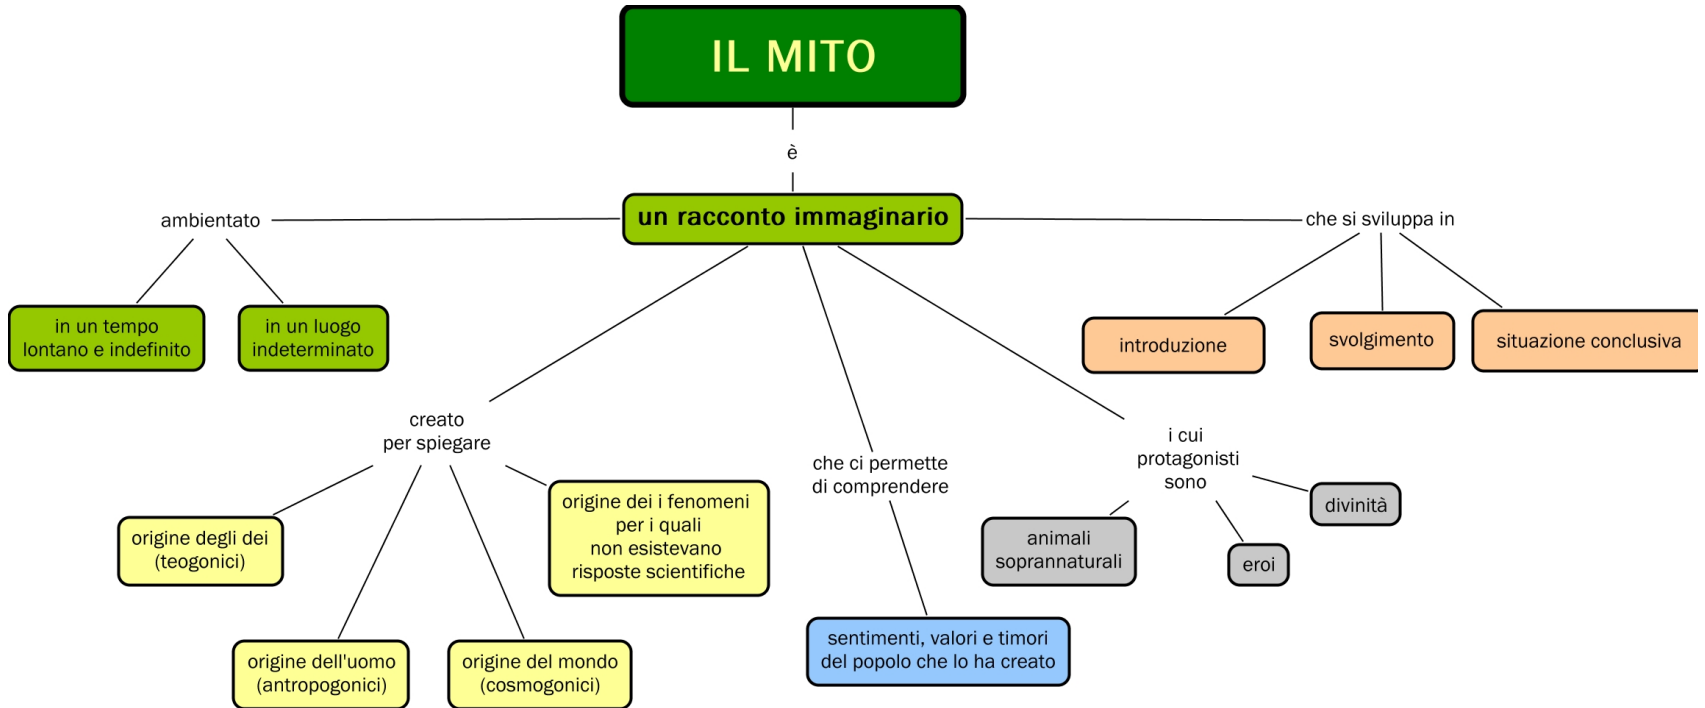 IL MITO
è
un racconto immaginario
ambientato
in un tempo
lontano e indefinito
in un luogo
indeterminato
che si sviluppa in
introduzione
svolgimento
situazione conclusiva
creato
per spiegare
origine degli dei
(teogonici)
origine dell'uomo
(antropogonici)
origine del mondo
(cosmogonici)
origine dei i fenomeni
per i quali
non esistevano
risposte scientifiche
che ci permette
di comprendere
sentimenti, valori e timori
del popolo che lo ha creato
i cui
protagonisti
sono
animali
soprannaturali
eroi
divinità